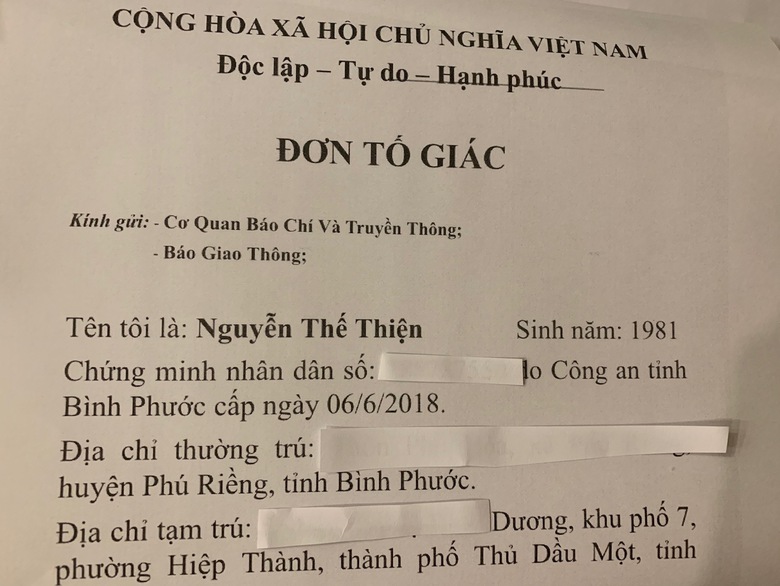 CỘNG HÒA XÃ HỘI CHỦ NGHĨA VIỆT NAM
Độc lập – Tự do – Hạnh phúc
ĐƠN TỐ GIÁC
Kính gửi: - Cơ Quan Báo Chí Và Truyền Thông;
- Báo Giao Thông;
Tên tôi là: Nguyễn Thế Thiện Sinh năm: 1981
Chứng minh nhân dân số: do Công an tỉnh
Bình Phước cấp ngày 06/6/2018.
Địa chỉ thường trú:
huyện Phú Riềng, tỉnh Bình Phước.
Địa chỉ tạm trú: Dương, khu phố 7,
phường Hiệp Thành, thành phố Thủ Dầu Một, tỉnh